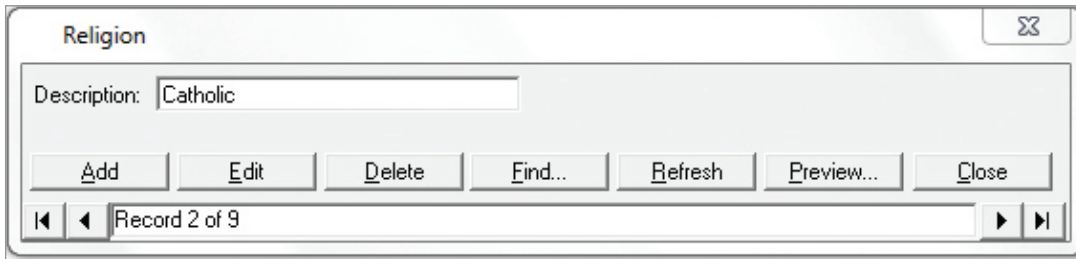 Religion
Description: Catholic
Add Edit Delete Find... Refresh Preview... Close
Record 2 of 9